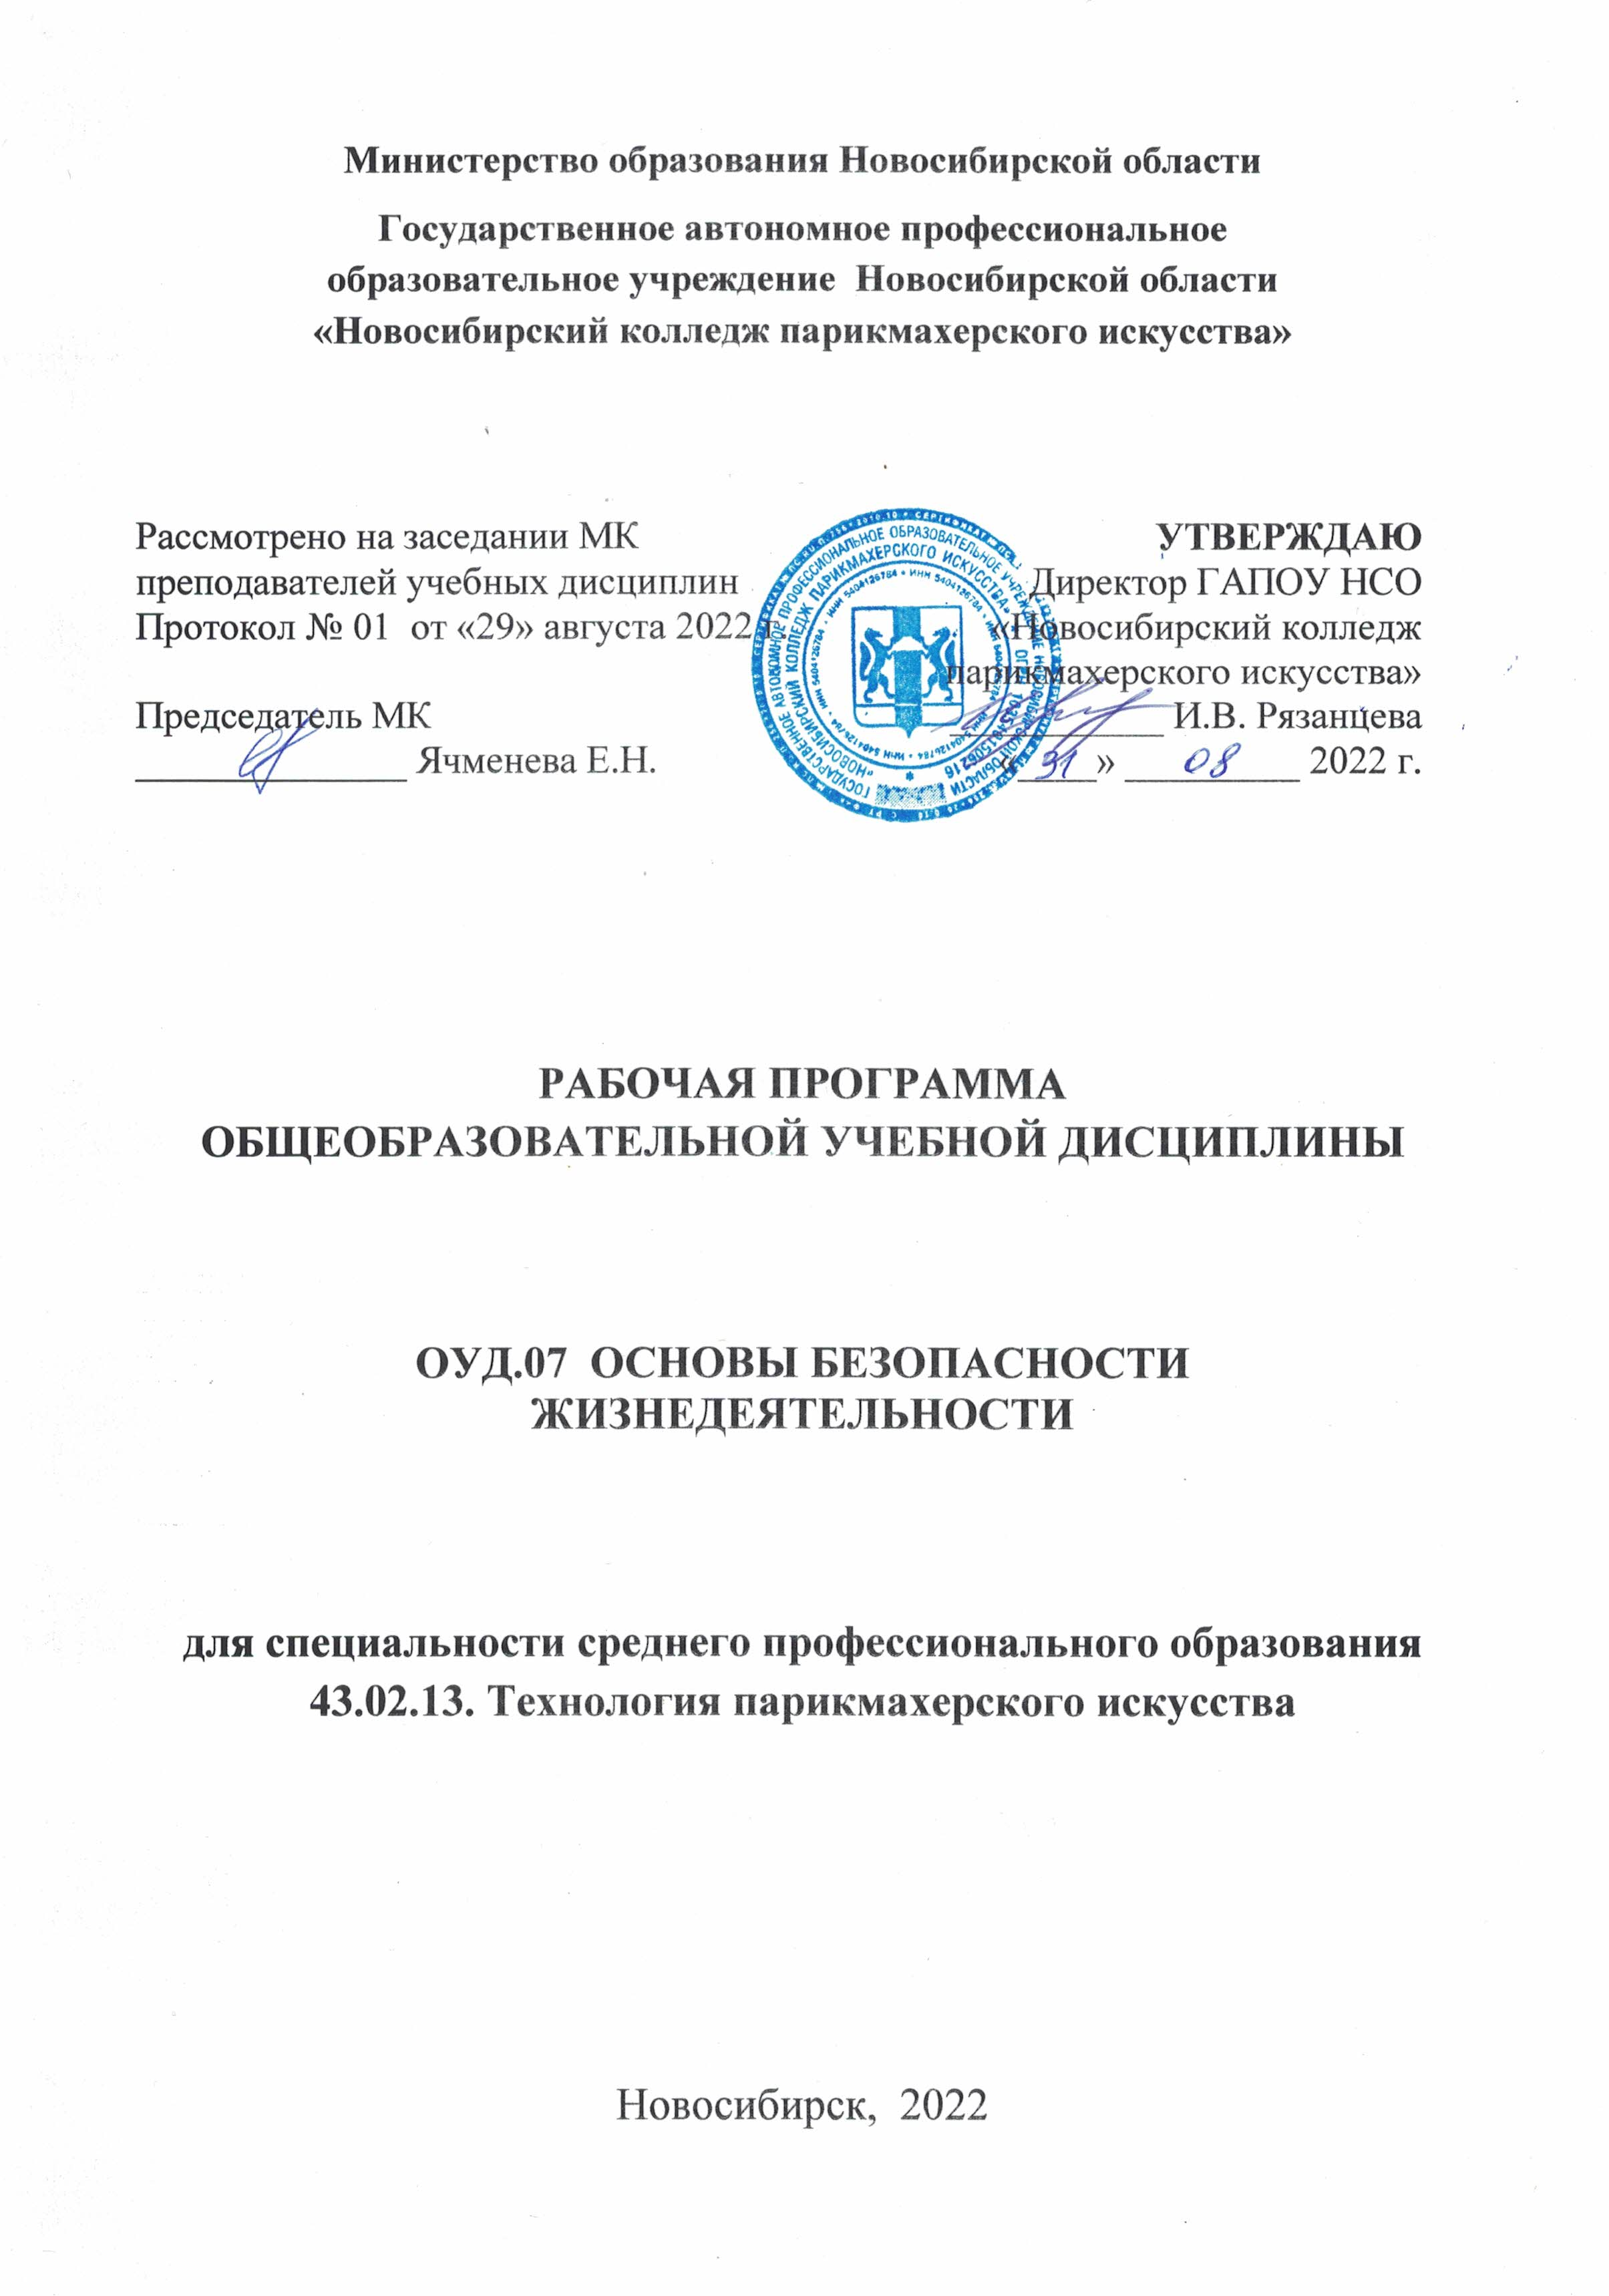 Министерство образования Новосибирской области
Государственное автономное профессиональное
образовательное учреждение  Новосибирской области
«Новосибирский колледж парикмахерского искусства»
Рассмотрено на заседании МК
преподавателей учебных дисциплин
Протокол № 01  от «29» августа 2022 г
Председатель МК
______________ Ячменева Е.Н.
УТВЕРЖДАЮ
Директор ГАПОУ НСО
«Новосибирский колледж
парикмахерского искусства»
___________ И.В. Рязанцева
«31» 08 2022 г.
РАБОЧАЯ ПРОГРАММА
ОБЩЕОБРАЗОВАТЕЛЬНОЙ УЧЕБНОЙ ДИСЦИПЛИНЫ
ОУД.07  ОСНОВЫ БЕЗОПАСНОСТИ
ЖИЗНЕДЕЯТЕЛЬНОСТИ
для специальности среднего профессионального образования
43.02.13. Технология парикмахерского искусства
Новосибирск,  2022